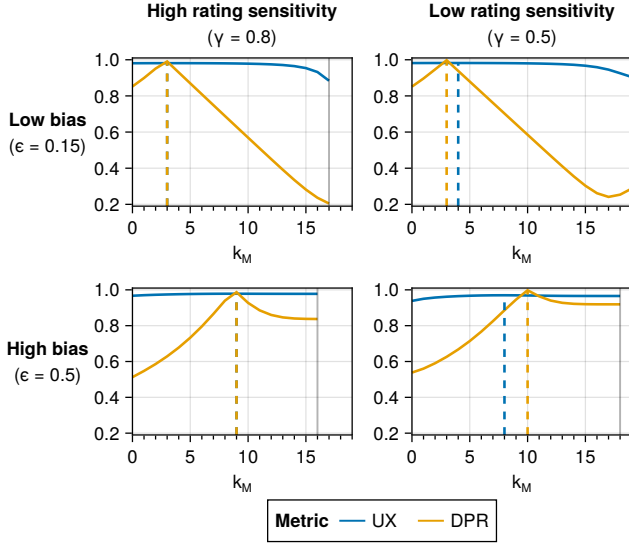 High rating sensitivity
(γ = 0.8)
Low rating sensitivity
(γ = 0.5)
Low bias
(ϵ = 0.15)
1.0
0.8
0.6
0.4
0.2
0 5 10 15
k_M
1.0
0.8
0.6
0.4
0.2
0 5 10 15
k_M
High bias
(ϵ = 0.5)
1.0
0.8
0.6
0.4
0.2
0 5 10 15
k_M
1.0
0.8
0.6
0.4
0.2
0 5 10 15
k_M
Metric UX DPR